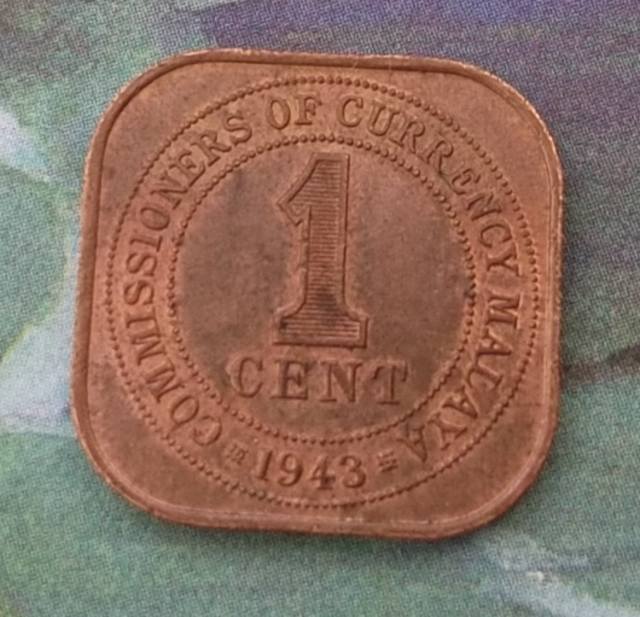 COMMISSIONERS OF CURRENCY MALAYA
1
CENT
1943